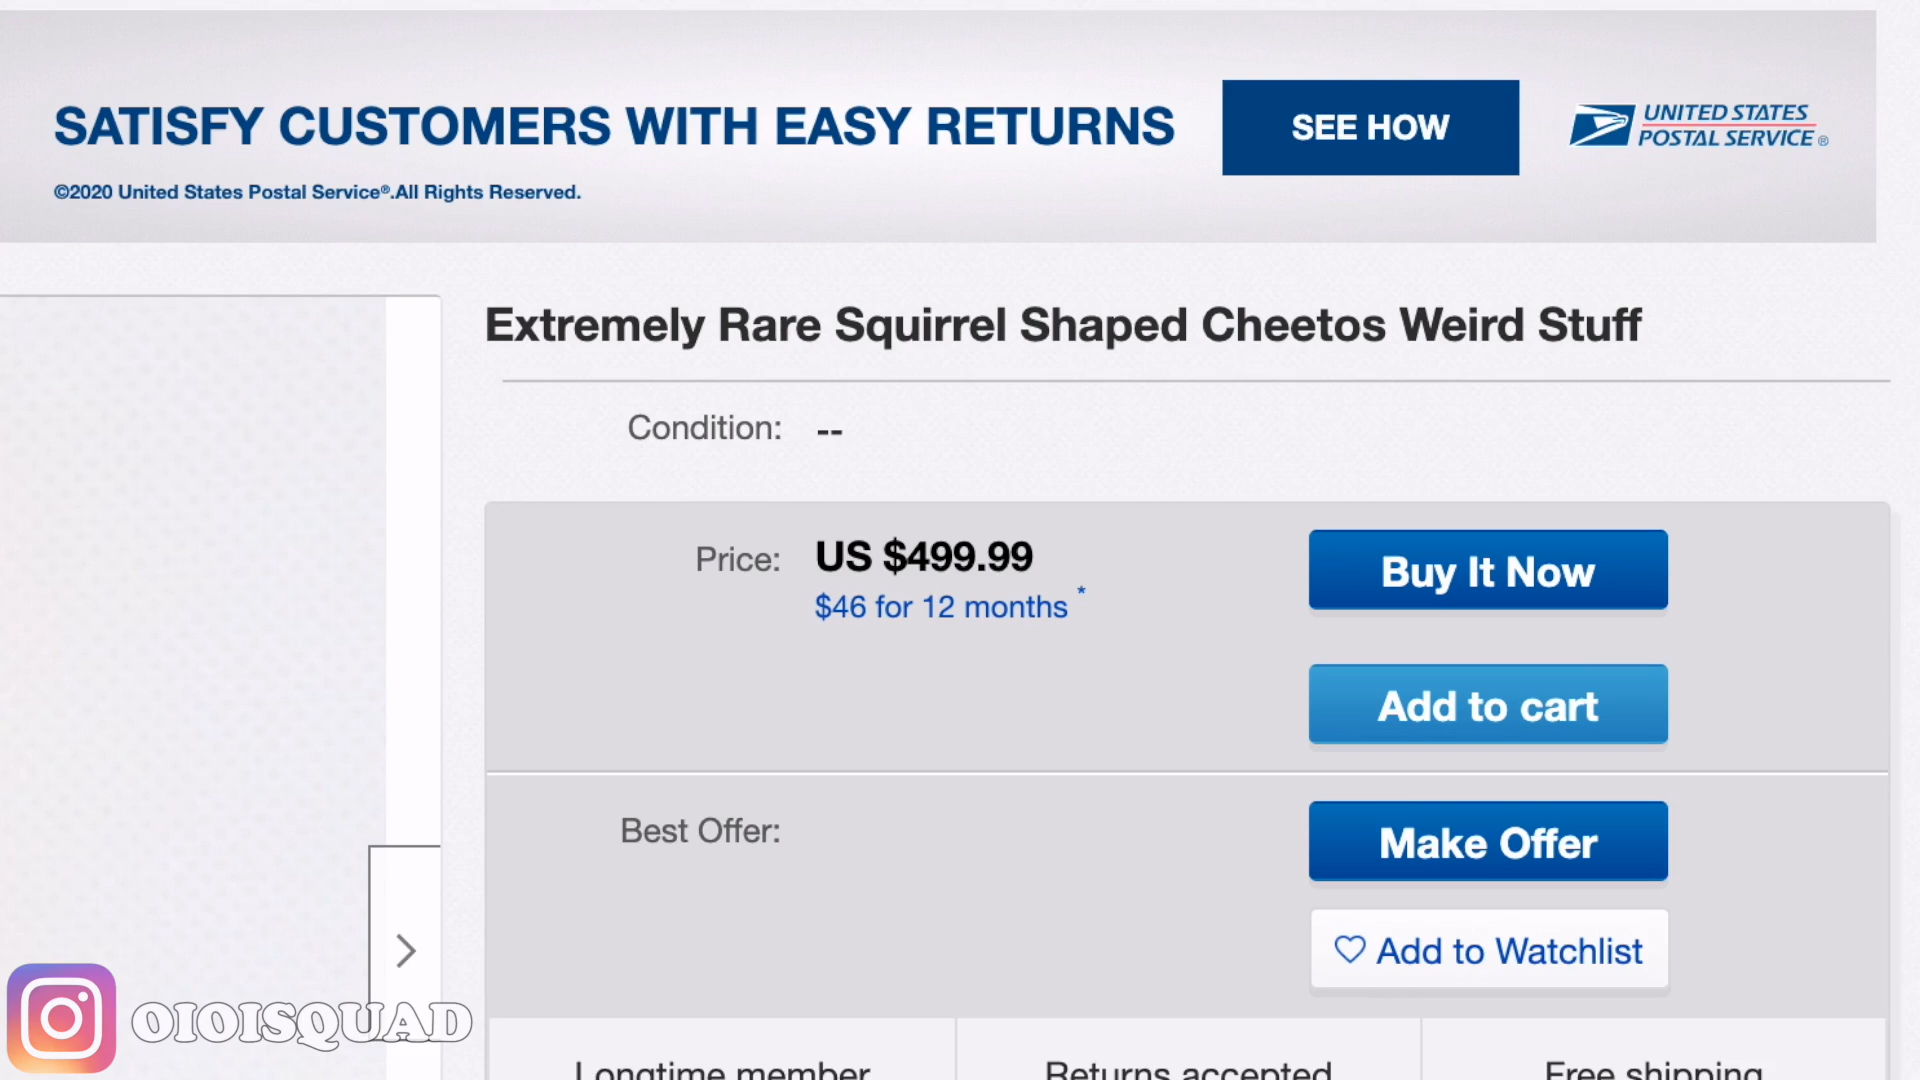 SATISFY CUSTOMERS WITH EASY RETURNS
SEE HOW
UNITED STATES
POSTAL SERVICE®
©2020 United States Postal Service®.All Rights Reserved.
Extremely Rare Squirrel Shaped Cheetos Weird Stuff
Condition: --
Price: US $499.99
Buy It Now
$46 for 12 months *
Add to cart
Best Offer:
Make Offer
Add to Watchlist
OIOISQUAD
Longtime member
Returns accepted
Free shipping